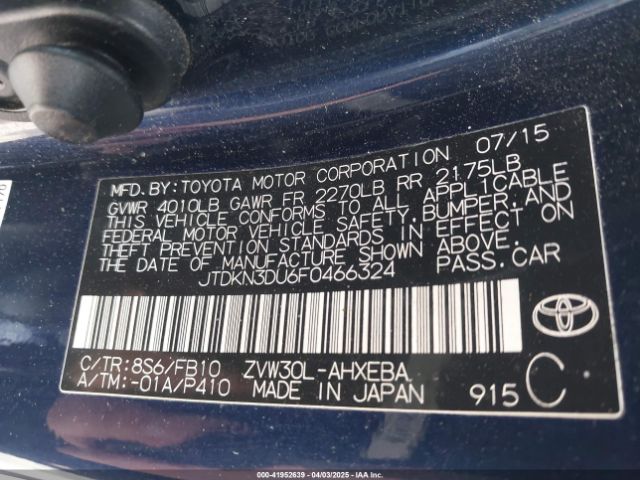 07/15
MFD.BY:TOYOTA MOTOR CORPORATION
GVWR 4010LB GAWR FR 2270LB RR 2175LB
THIS VEHICLE CONFORMS TO ALL APPLICABLE
FEDERAL MOTOR VEHICLE SAFETY,BUMPER,AND
THEFT PREVENTION STANDARDS IN EFFECT ON
THE DATE OF MANUFACTURE SHOWN ABOVE.
JTDKN3DU6F0466324 PASS.CAR
C/TR:8S6/FB10 ZVW30L-AHXEBA
A/TM:-01A/P410 MADE IN JAPAN 915 C
000-41952639 - 04/03/2025 - IAAI.COM